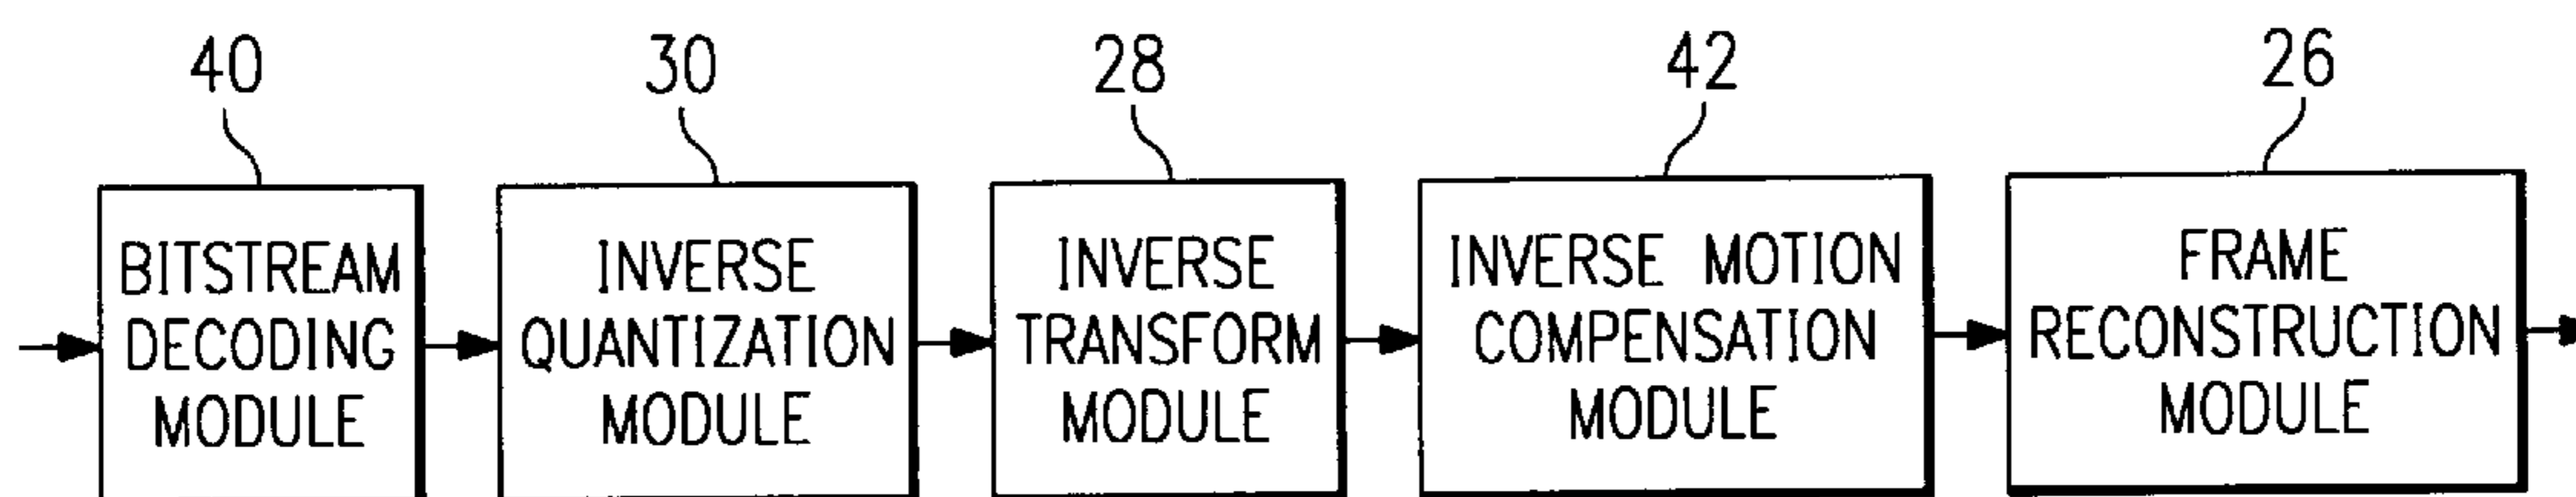 40
30
28
42
26
BITSTREAM
DECODING
MODULE
INVERSE
QUANTIZATION
MODULE
INVERSE
TRANSFORM
MODULE
INVERSE MOTION
COMPENSATION
MODULE
FRAME
RECONSTRUCTION
MODULE